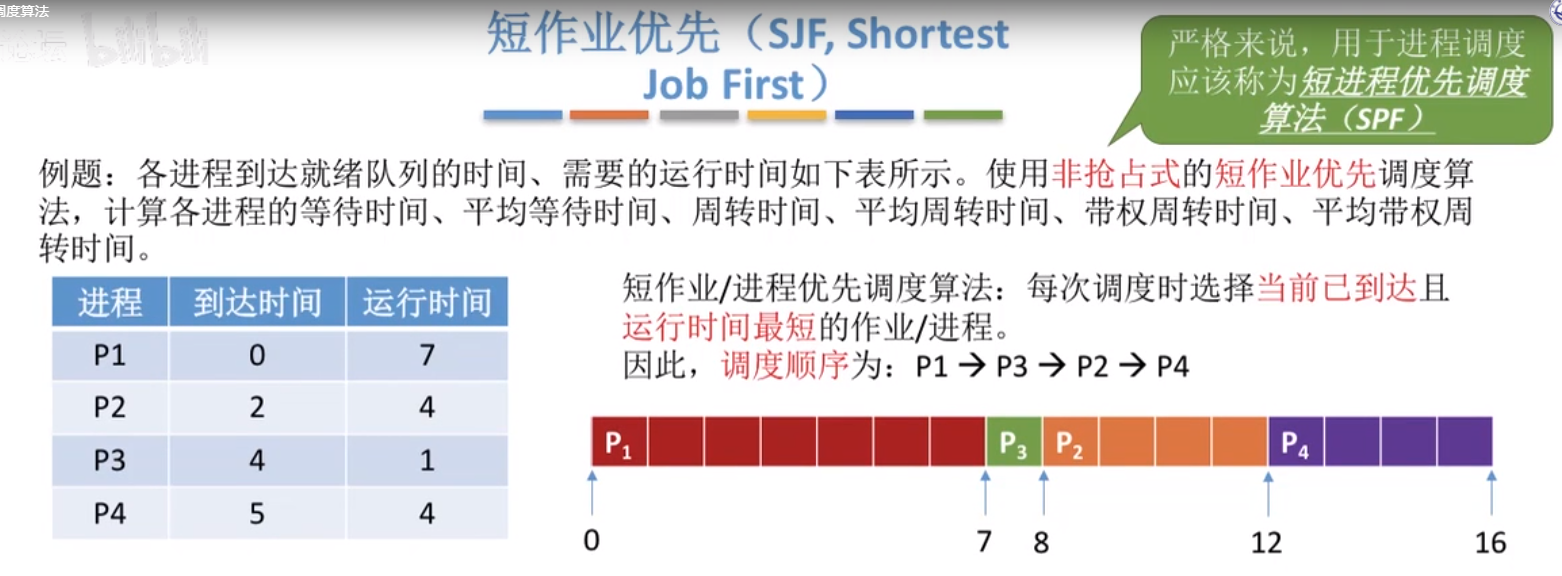 调度算法
bilibili
短作业优先（SJF, Shortest
Job First）
严格来说，用于进程调度
应该称为短进程优先调度
算法（SPF）
例题：各进程到达就绪队列的时间、需要的运行时间如下表所示。使用非抢占式的短作业优先调度算
法，计算各进程的等待时间、平均等待时间、周转时间、平均周转时间、带权周转时间、平均带权周
转时间。
进程 到达时间 运行时间
P1 0 7
P2 2 4
P3 4 1
P4 5 4
短作业/进程优先调度算法：每次调度时选择当前已到达且
运行时间最短的作业/进程。
因此，调度顺序为：P1 → P3 → P2 → P4
P1 P3 P2 P4
0 7 8 12 16